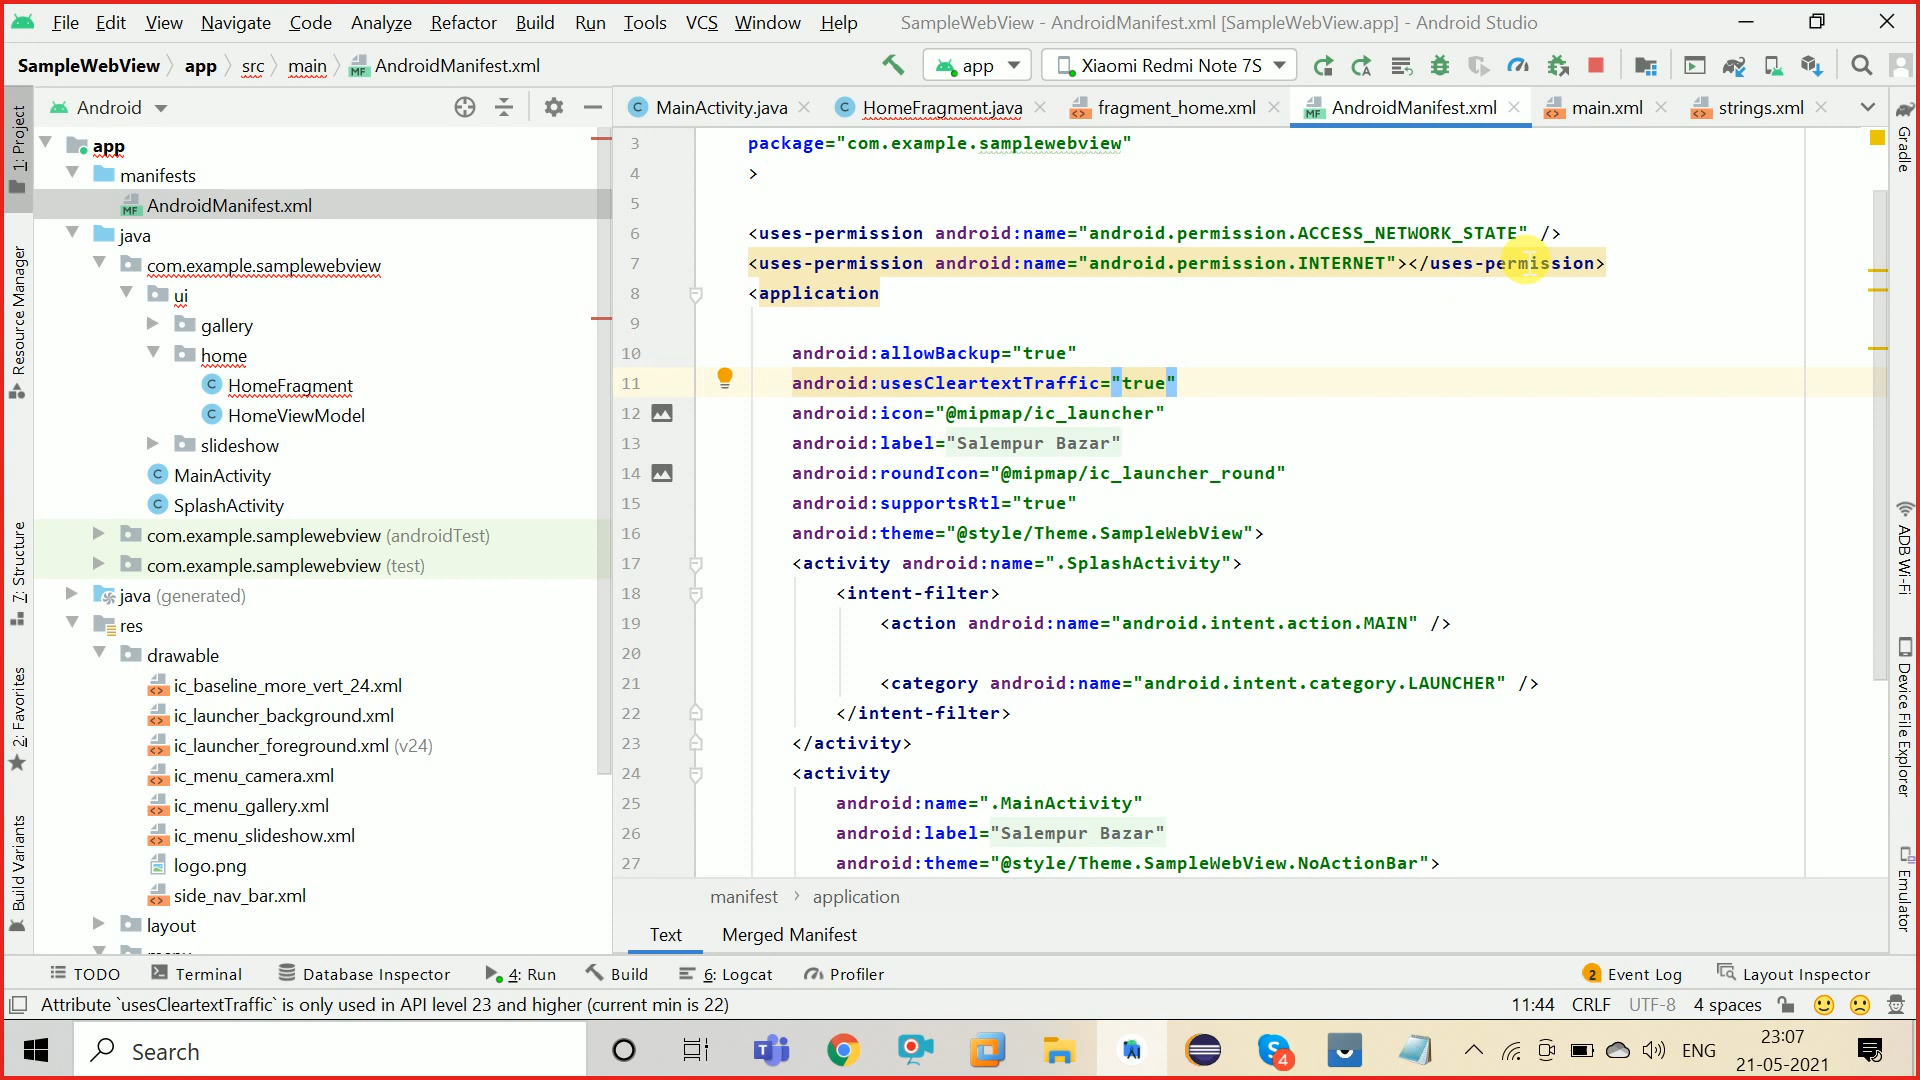 File Edit View Navigate Code Analyze Refactor Build Run Tools VCS Window Help SampleWebView - AndroidManifest.xml [SampleWebView.app] - Android Studio
SampleWebView app src main AndroidManifest.xml app Xiaomi Redmi Note 7S
Android MainActivity.java HomeFragment.java fragment_home.xml AndroidManifest.xml main.xml strings.xml
1: Project
Resource Manager
7: Structure
2: Favorites
Build Variants
app
manifests
AndroidManifest.xml
java
com.example.samplewebview
ui
gallery
home
HomeFragment
HomeViewModel
slideshow
MainActivity
SplashActivity
com.example.samplewebview (androidTest)
com.example.samplewebview (test)
java (generated)
res
drawable
ic_baseline_more_vert_24.xml
ic_launcher_background.xml
ic_launcher_foreground.xml (v24)
ic_menu_camera.xml
ic_menu_gallery.xml
ic_menu_slideshow.xml
logo.png
side_nav_bar.xml
layout
3 package="com.example.samplewebview"
4 >
5
6 <uses-permission android:name="android.permission.ACCESS_NETWORK_STATE" />
7 <uses-permission android:name="android.permission.INTERNET"></uses-permission>
8 <application
9
10 android:allowBackup="true"
11 android:usesCleartextTraffic="true"
12 android:icon="@mipmap/ic_launcher"
13 android:label="Salempur Bazar"
14 android:roundIcon="@mipmap/ic_launcher_round"
15 android:supportsRtl="true"
16 android:theme="@style/Theme.SampleWebView">
17 <activity android:name=".SplashActivity">
18 <intent-filter>
19 <action android:name="android.intent.action.MAIN" />
20
21 <category android:name="android.intent.category.LAUNCHER" />
22 </intent-filter>
23 </activity>
24 <activity
25 android:name=".MainActivity"
26 android:label="Salempur Bazar"
27 android:theme="@style/Theme.SampleWebView.NoActionBar">
manifest application
Text Merged Manifest
Gradle
ADB Wi-Fi
Device File Explorer
Emulator
TODO Terminal Database Inspector 4: Run Build 6: Logcat Profiler 2 Event Log Layout Inspector
Attribute `usesCleartextTraffic` is only used in API level 23 and higher (current min is 22) 11:44 CRLF UTF-8 4 spaces
Search 4 ENG 23:07
21-05-2021